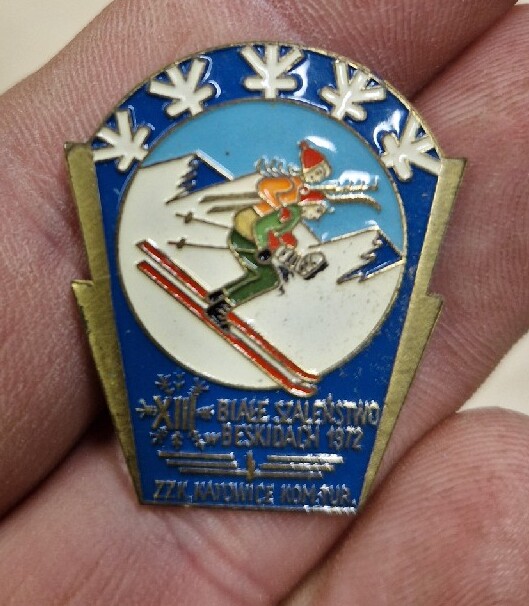 XIII BIAŁE SZALEŃSTWO
W BESKIDACH 1972
ZZK KATOWICE KOM.TUR.